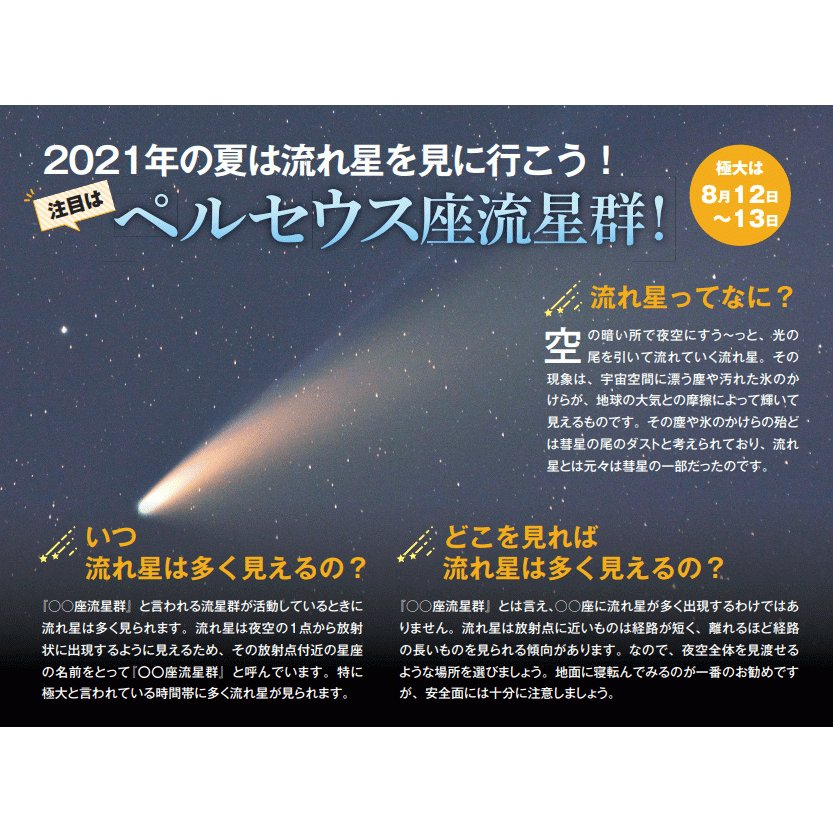 2021年の夏は流れ星を見に行こう！
注目は
ペルセウス座流星群！
極大は
8月12日
～13日
流れ星ってなに？
空の暗い所で夜空にすう～っと、光の
尾を引いて流れていく流れ星。その
現象は、宇宙空間に漂う塵や汚れた氷のか
けらが、地球の大気との摩擦によって輝いて
見えるものです。その塵や氷のかけらの殆ど
は彗星の尾のダストと考えられており、流れ
星とは元々は彗星の一部だったのです。
いつ
流れ星は多く見えるの？
『○○座流星群』と言われる流星群が活動しているときに
流れ星は多く見られます。流れ星は夜空の1点から放射
状に出現するように見えるため、その放射点付近の星座
の名前をとって『〇〇座流星群』と呼んでいます。特に
極大と言われている時間帯に多く流れ星が見られます。
どこを見れば
流れ星は多く見えるの？
『○○座流星群』とは言え、○○座に流れ星が多く出現するわけではあ
りません。流れ星は放射点に近いものは経路が短く、離れるほど経路
の長いものを見られる傾向があります。なので、夜空全体を見渡せる
ような場所を選びましょう。地面に寝転んでみるのが一番のお勧めです
が、安全面には十分に注意しましょう。